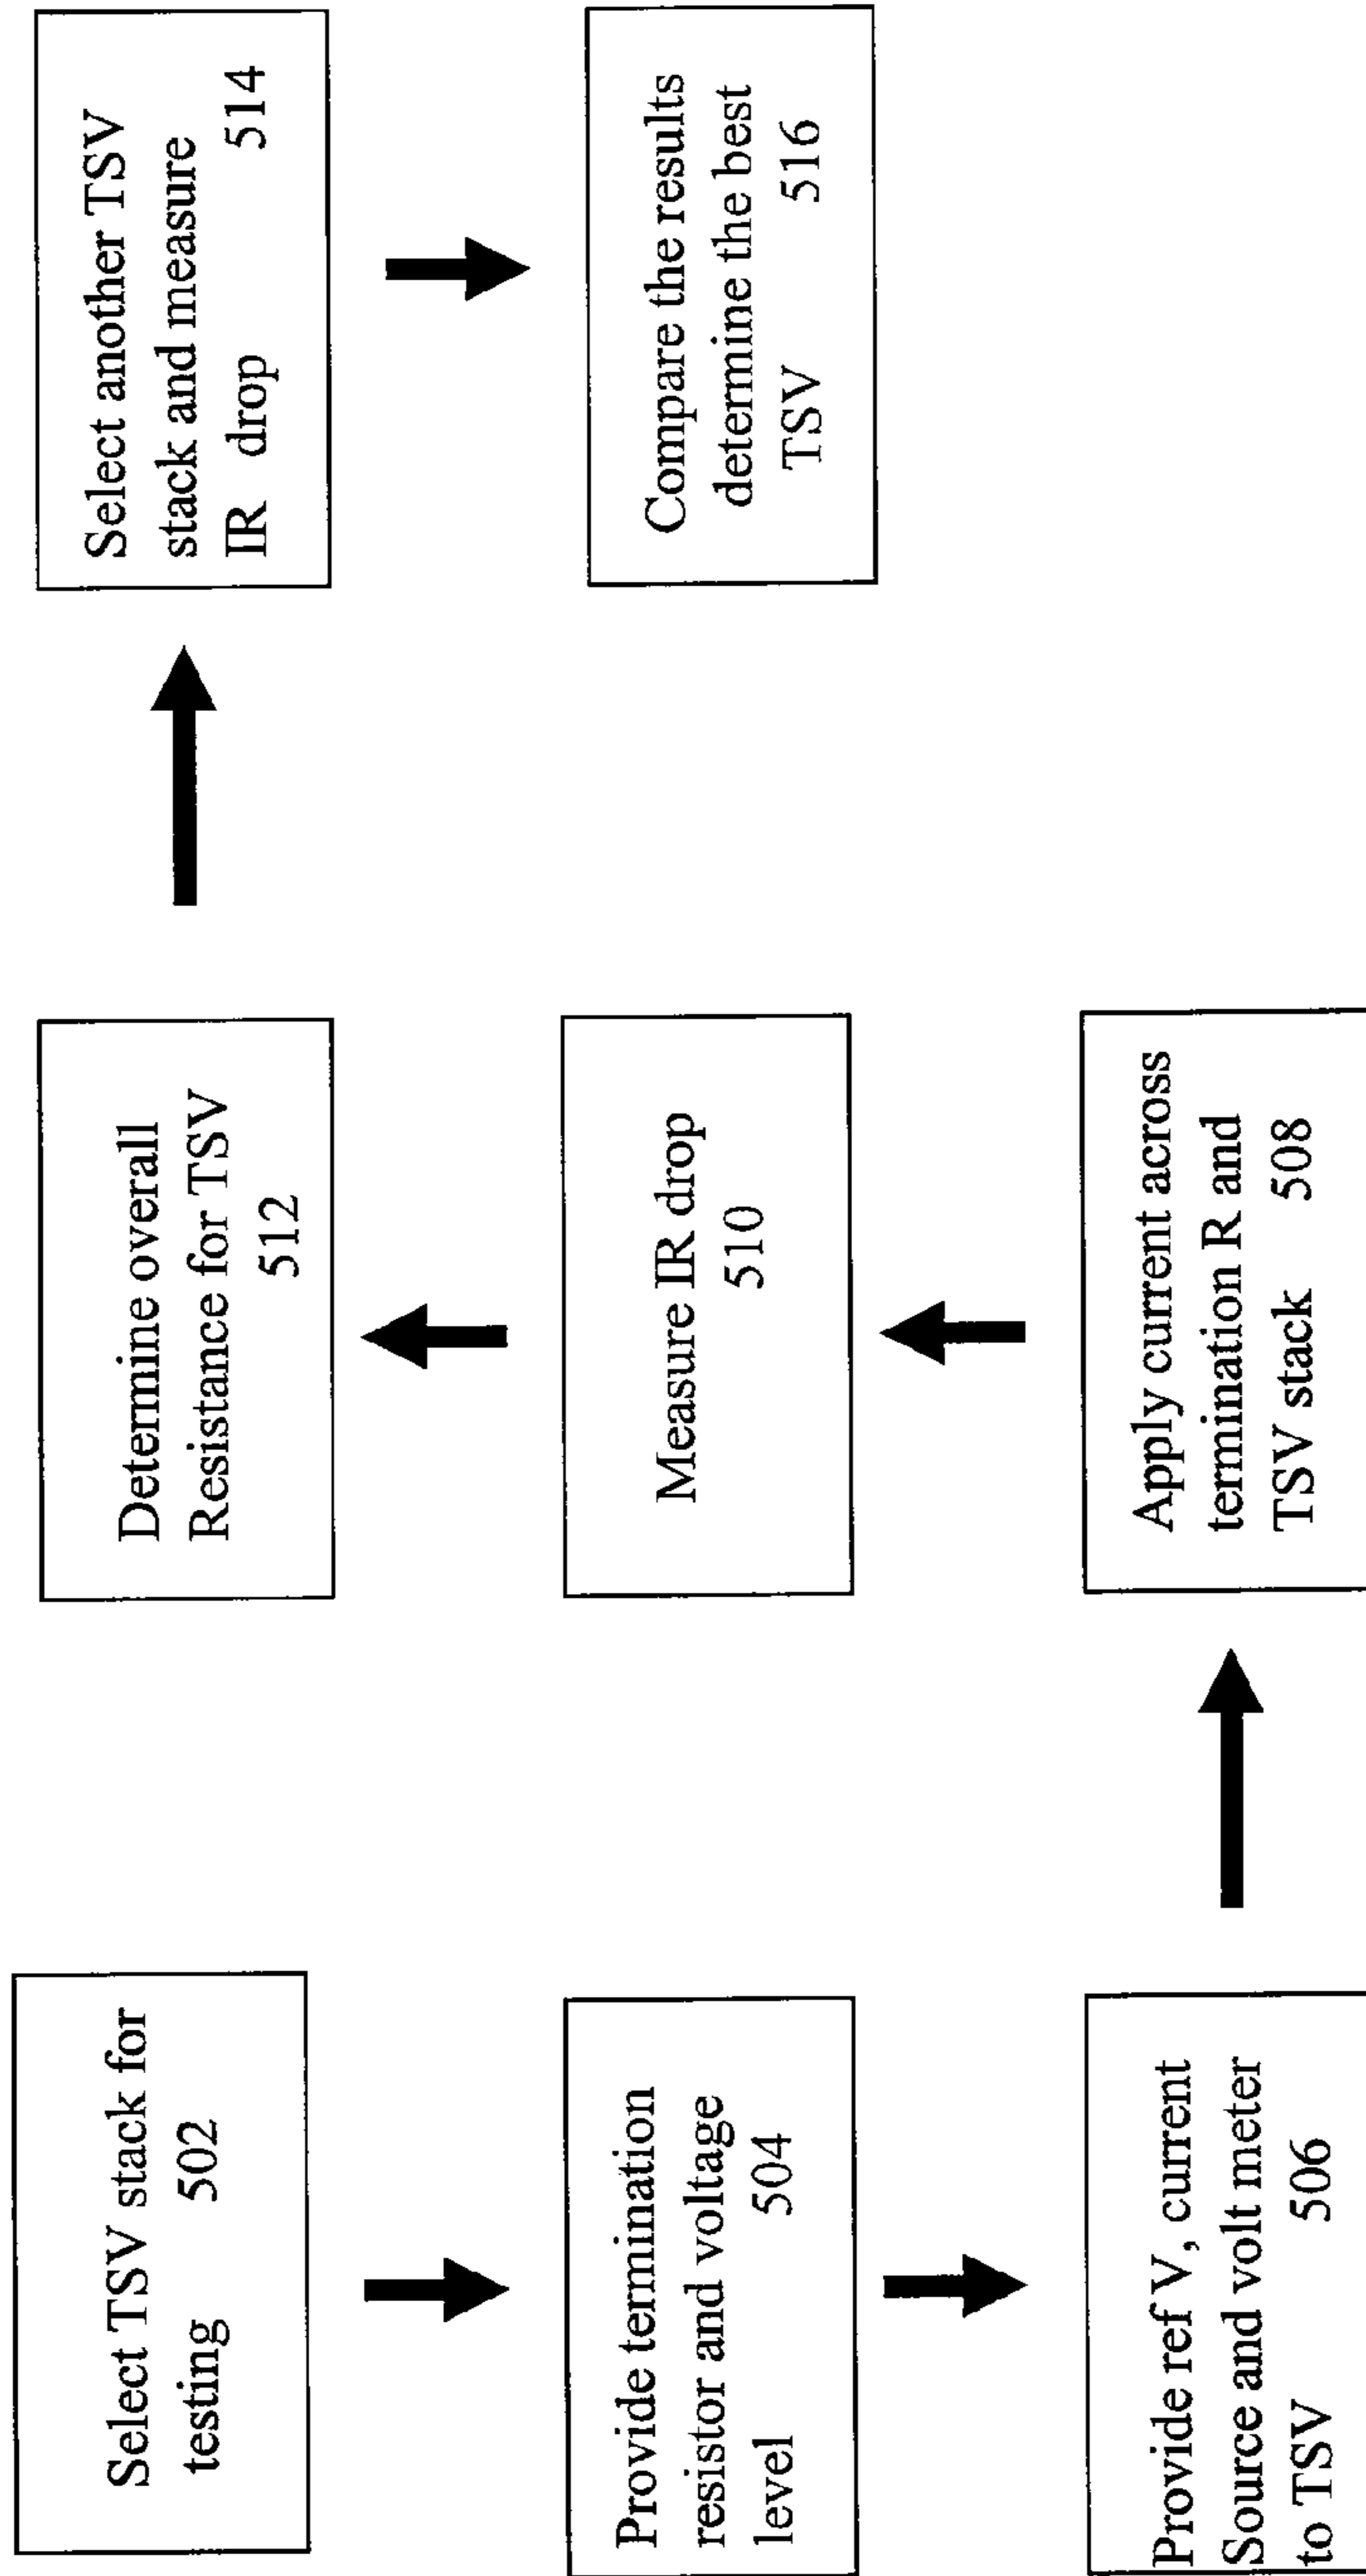 Select TSV stack for
testing 502
Provide termination
resistor and voltage
level 504
Provide ref V, current
Source and volt meter
to TSV 506
Apply current across
termination R and
TSV stack 508
Measure IR drop
510
Determine overall
Resistance for TSV
512
Select another TSV
stack and measure
IR drop 514
Compare the results
determine the best
TSV 516